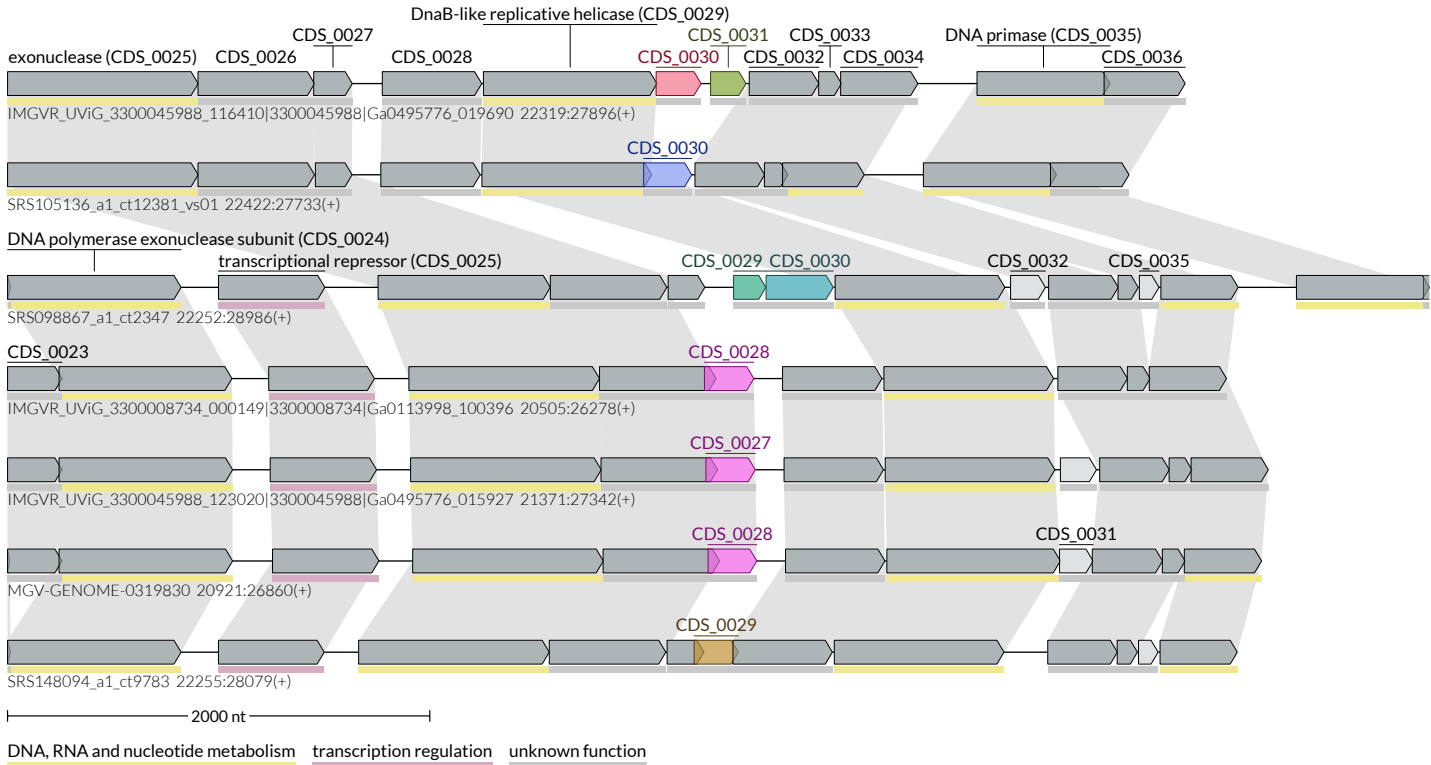 DnaB-like replicative helicase (CDS_0029)
CDS_0027 CDS_0031 CDS_0033 DNA primase (CDS_0035)
exonuclease (CDS_0025) CDS_0026 CDS_0028 CDS_0030 CDS_0032 CDS_0034 CDS_0036
IMGVR_UViG_3300045988_116410|3300045988|Ga0495776_019690 22319:27896(+)
CDS_0030
SRS105136_a1_ct12381_vs01 22422:27733(+)
DNA polymerase exonuclease subunit (CDS_0024)
transcriptional repressor (CDS_0025) CDS_0029 CDS_0030 CDS_0032 CDS_0035
SRS098867_a1_ct2347 22252:28986(+)
CDS_0023 CDS_0028
IMGVR_UViG_3300008734_000149|3300008734|Ga0113998_100396 20505:26278(+)
CDS_0027
IMGVR_UViG_3300045988_123020|3300045988|Ga0495776_015927 21371:27342(+)
CDS_0028 CDS_0031
MGV-GENOME-0319830 20921:26860(+)
CDS_0029
SRS148094_a1_ct9783 22255:28079(+)
2000 nt
DNA, RNA and nucleotide metabolism transcription regulation unknown function